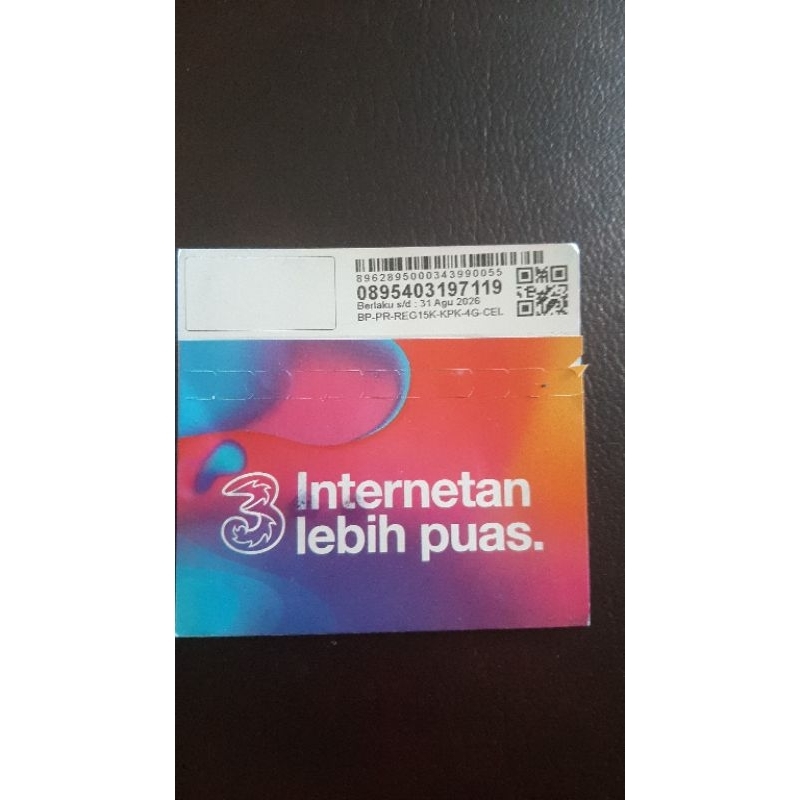 8962895000343990055
0895403197119
Berlaku s/d : 31 Agu 2026
BP-PR-REG15K-KPK-4G-CEL
3 Internetan
lebih puas.